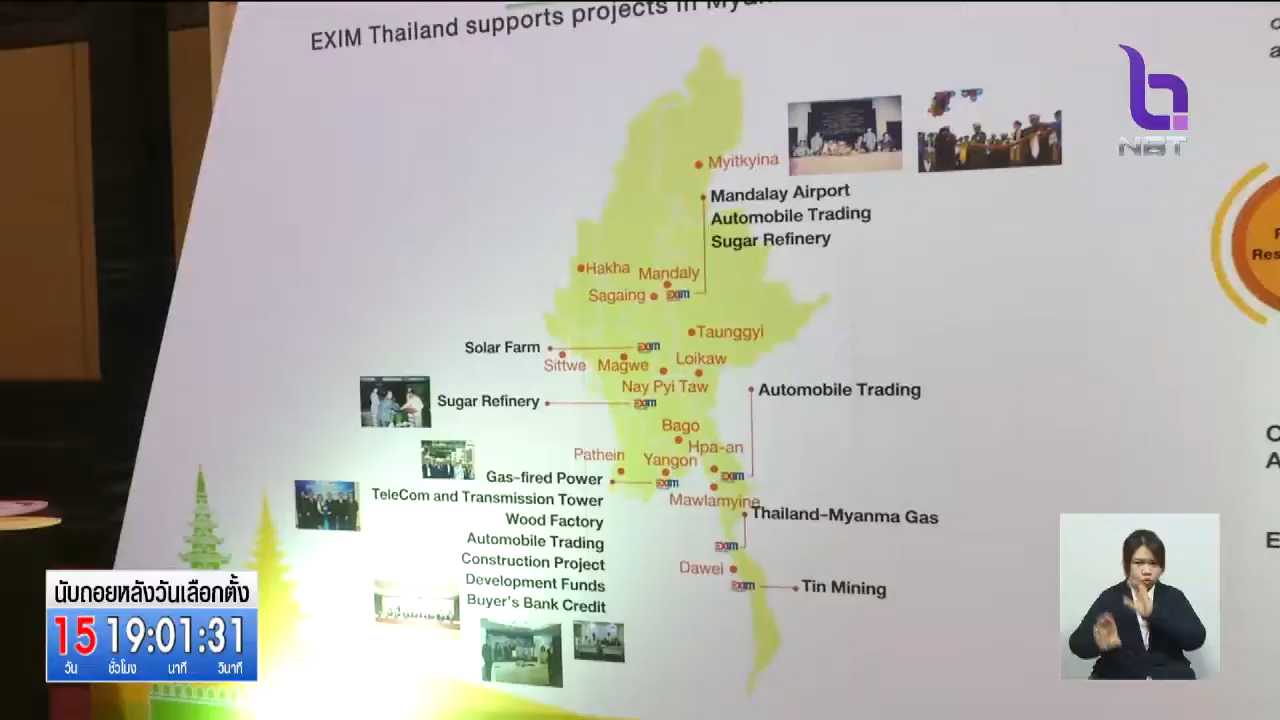 EXIM Thailand supports projects in
NBT
Myitkyina
Mandalay Airport
Automobile Trading
Sugar Refinery
Hakha
Mandaly
Sagaing
EXIM
Taunggyi
Solar Farm
EXIM
Sittwe
Magwe
Loikaw
Nay Pyi Taw
Automobile Trading
Sugar Refinery
EXIM
Bago
Hpa-an
Pathein
Yangon
EXIM
Gas-fired Power
EXIM
TeleCom and Transmission Tower
Mawlamyine
Wood Factory
Thailand-Myanma Gas
Automobile Trading
EXIM
Construction Project
Dawei
Development Funds
EXIM
Tin Mining
Buyer's Bank Credit
นับถอยหลังวันเลือกตั้ง
15 19:01:31
วัน ชั่วโมง นาที วินาที